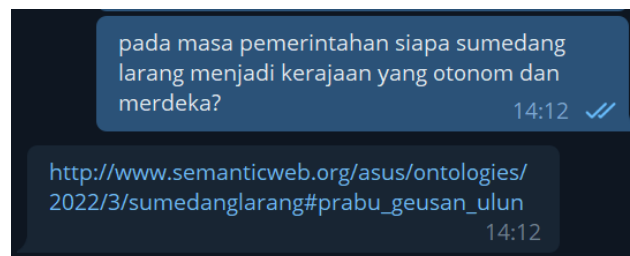 pada masa pemerintahan siapa sumedang
larang menjadi kerajaan yang otonom dan
merdeka?
14:12
http://www.semanticweb.org/asus/ontologies/
2022/3/sumedanglarang#prabu_geusan_ulun
14:12